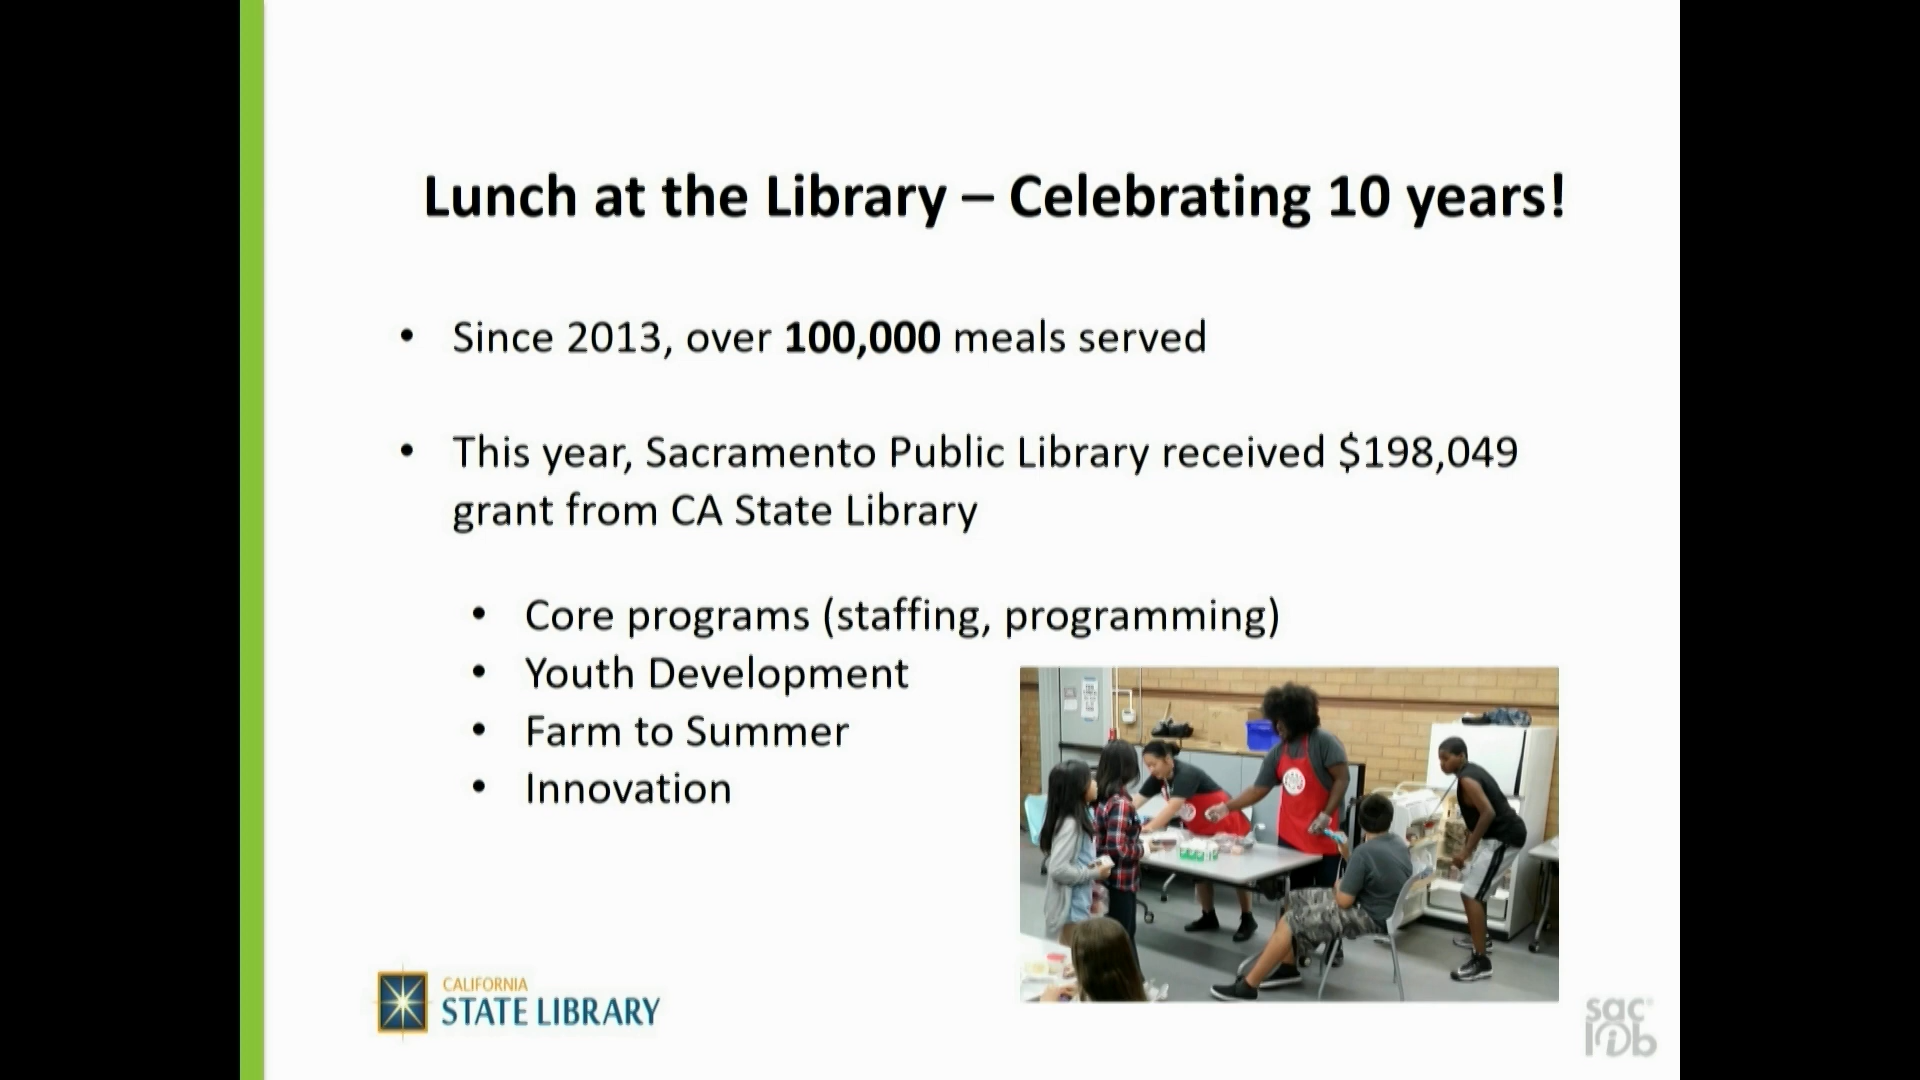 Lunch at the Library – Celebrating 10 years!
• Since 2013, over 100,000 meals served
• This year, Sacramento Public Library received $198,049
grant from CA State Library
• Core programs (staffing, programming)
• Youth Development
• Farm to Summer
• Innovation
CALIFORNIA
STATE LIBRARY
sac
lib